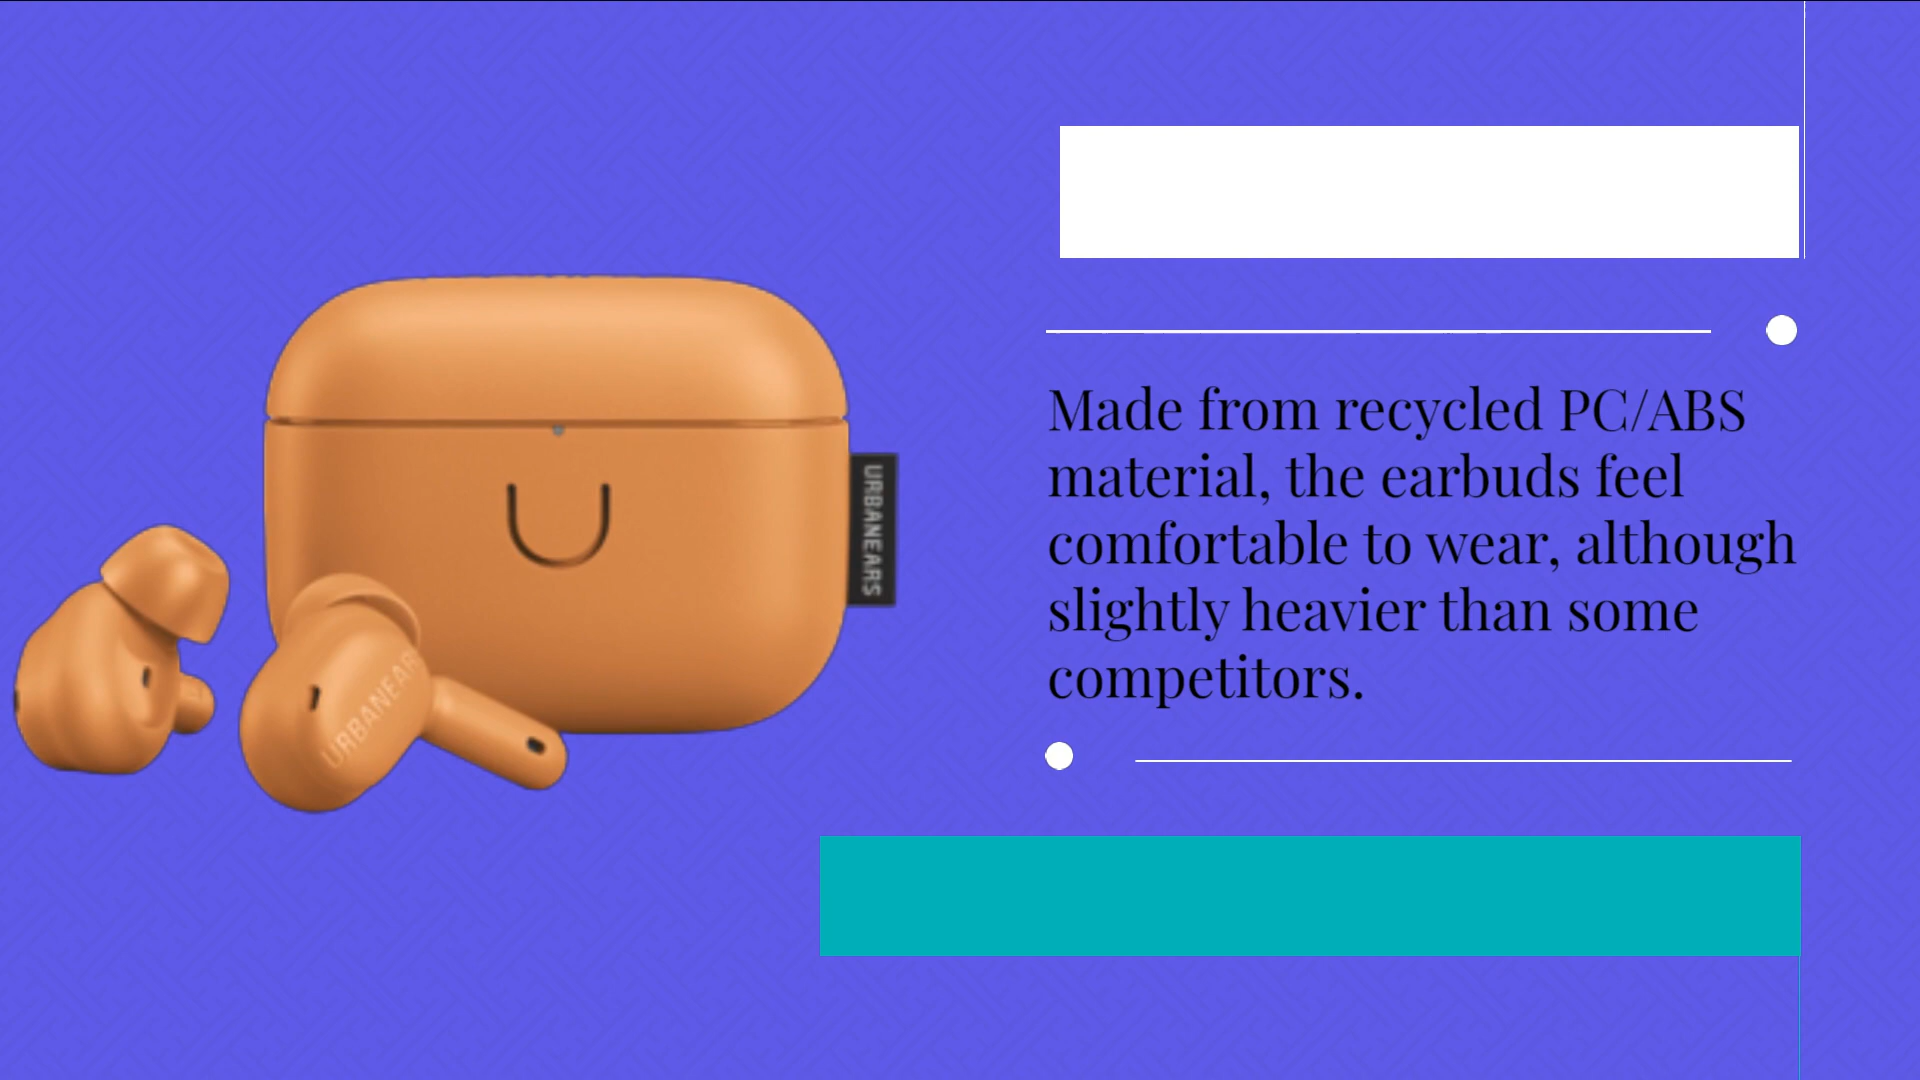 Made from recycled PC/ABS
material, the earbuds feel
comfortable to wear, although
slightly heavier than some
competitors.
URBANEARS
URBANEARS